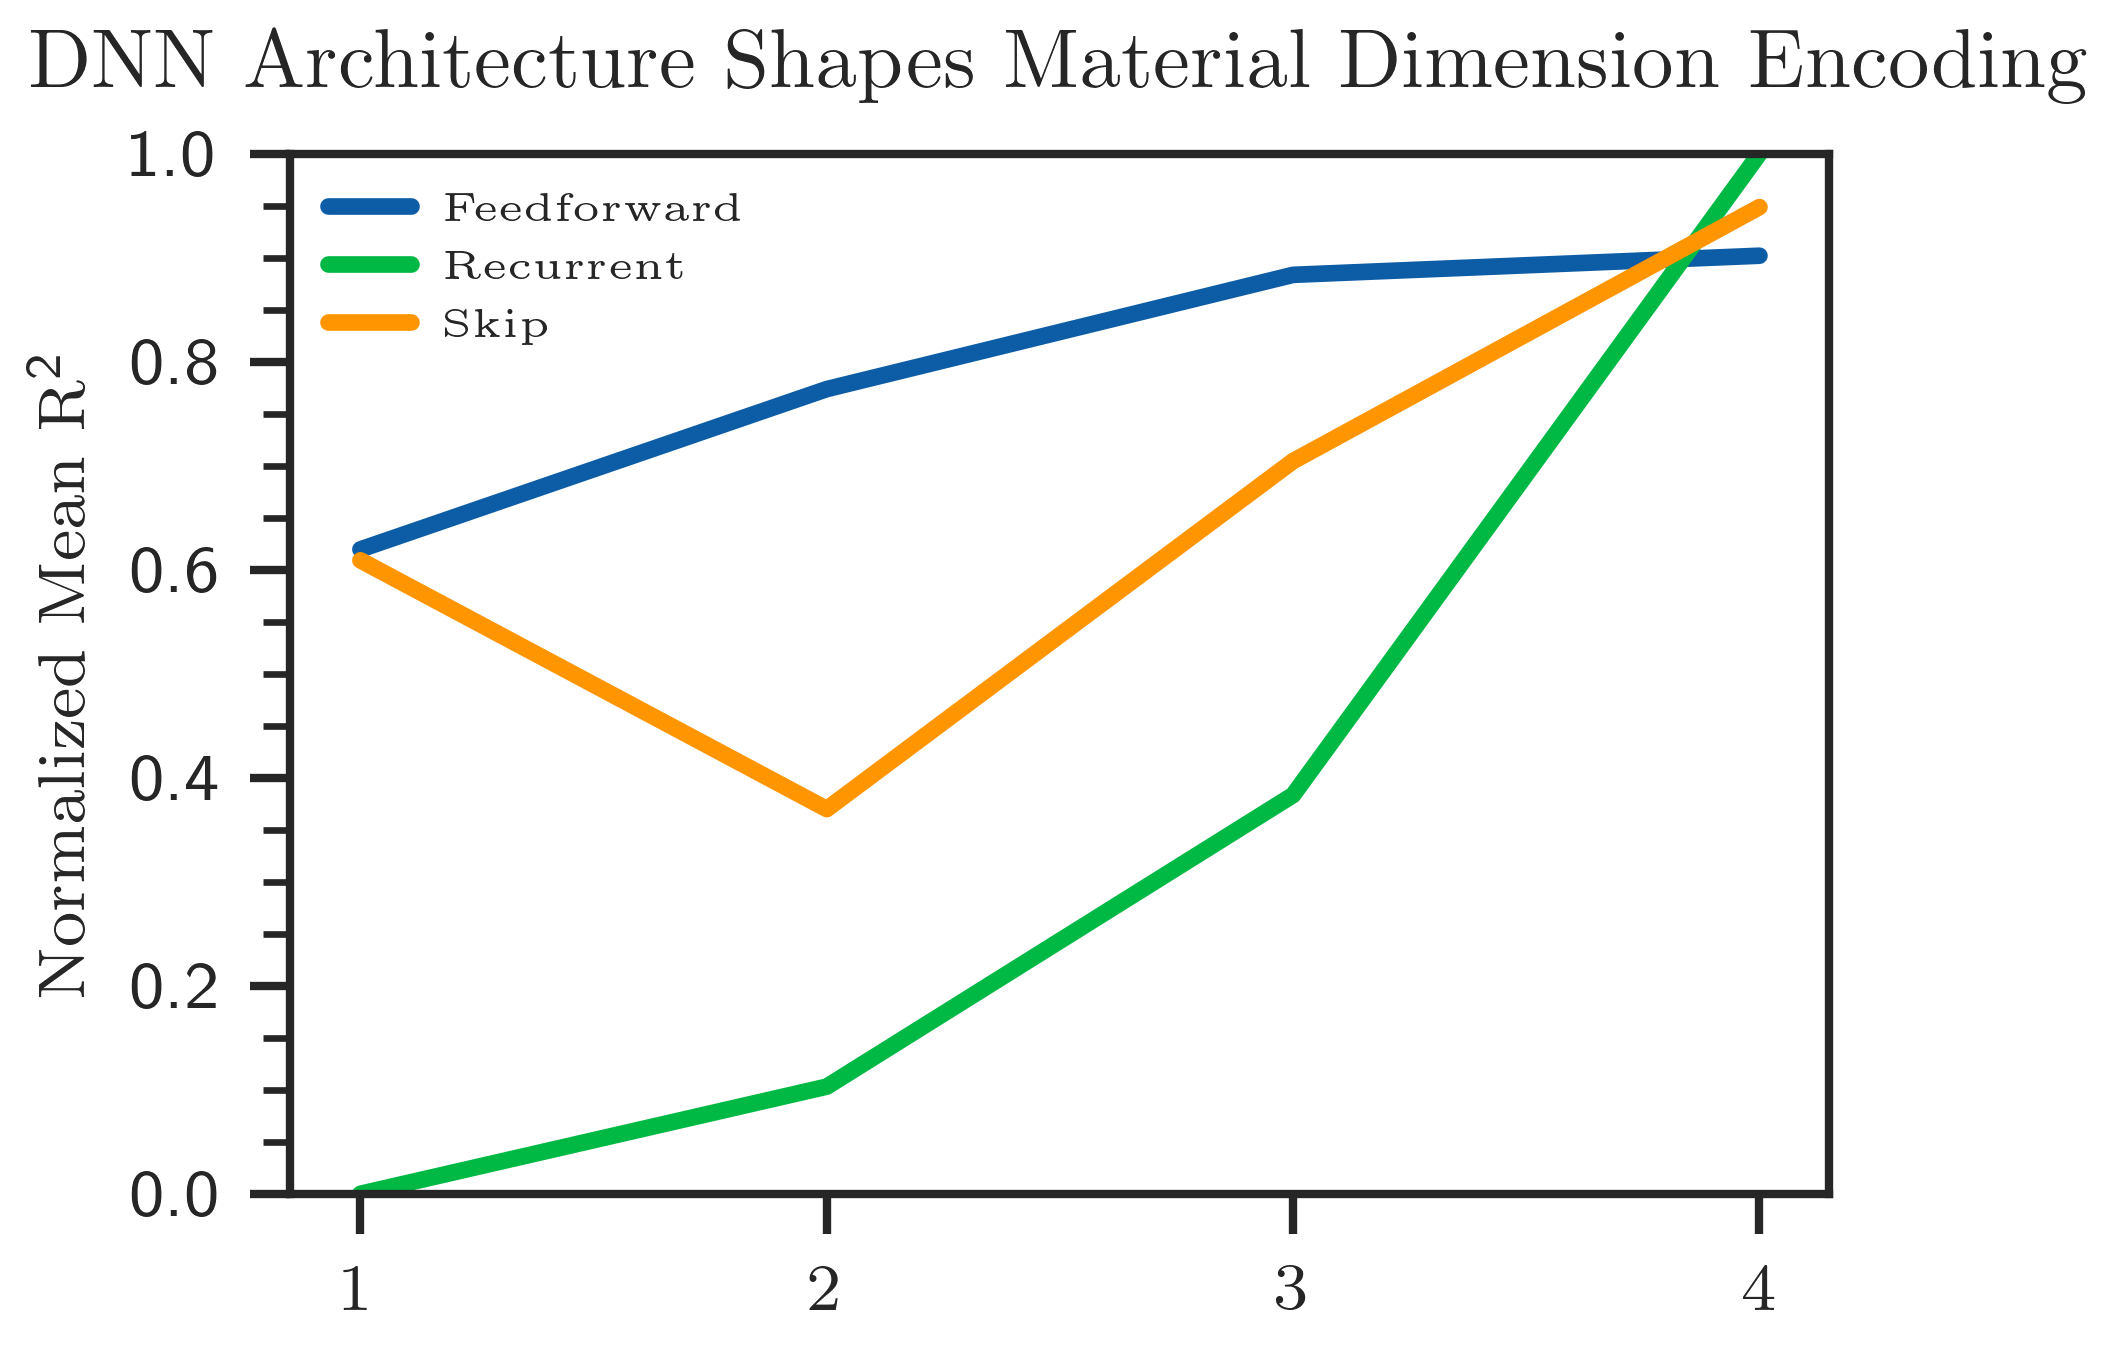 DNN Architecture Shapes Material Dimension Encoding
Normalized Mean R²
1.0
0.8
0.6
0.4
0.2
0.0
Feedforward
Recurrent
Skip
1 2 3 4